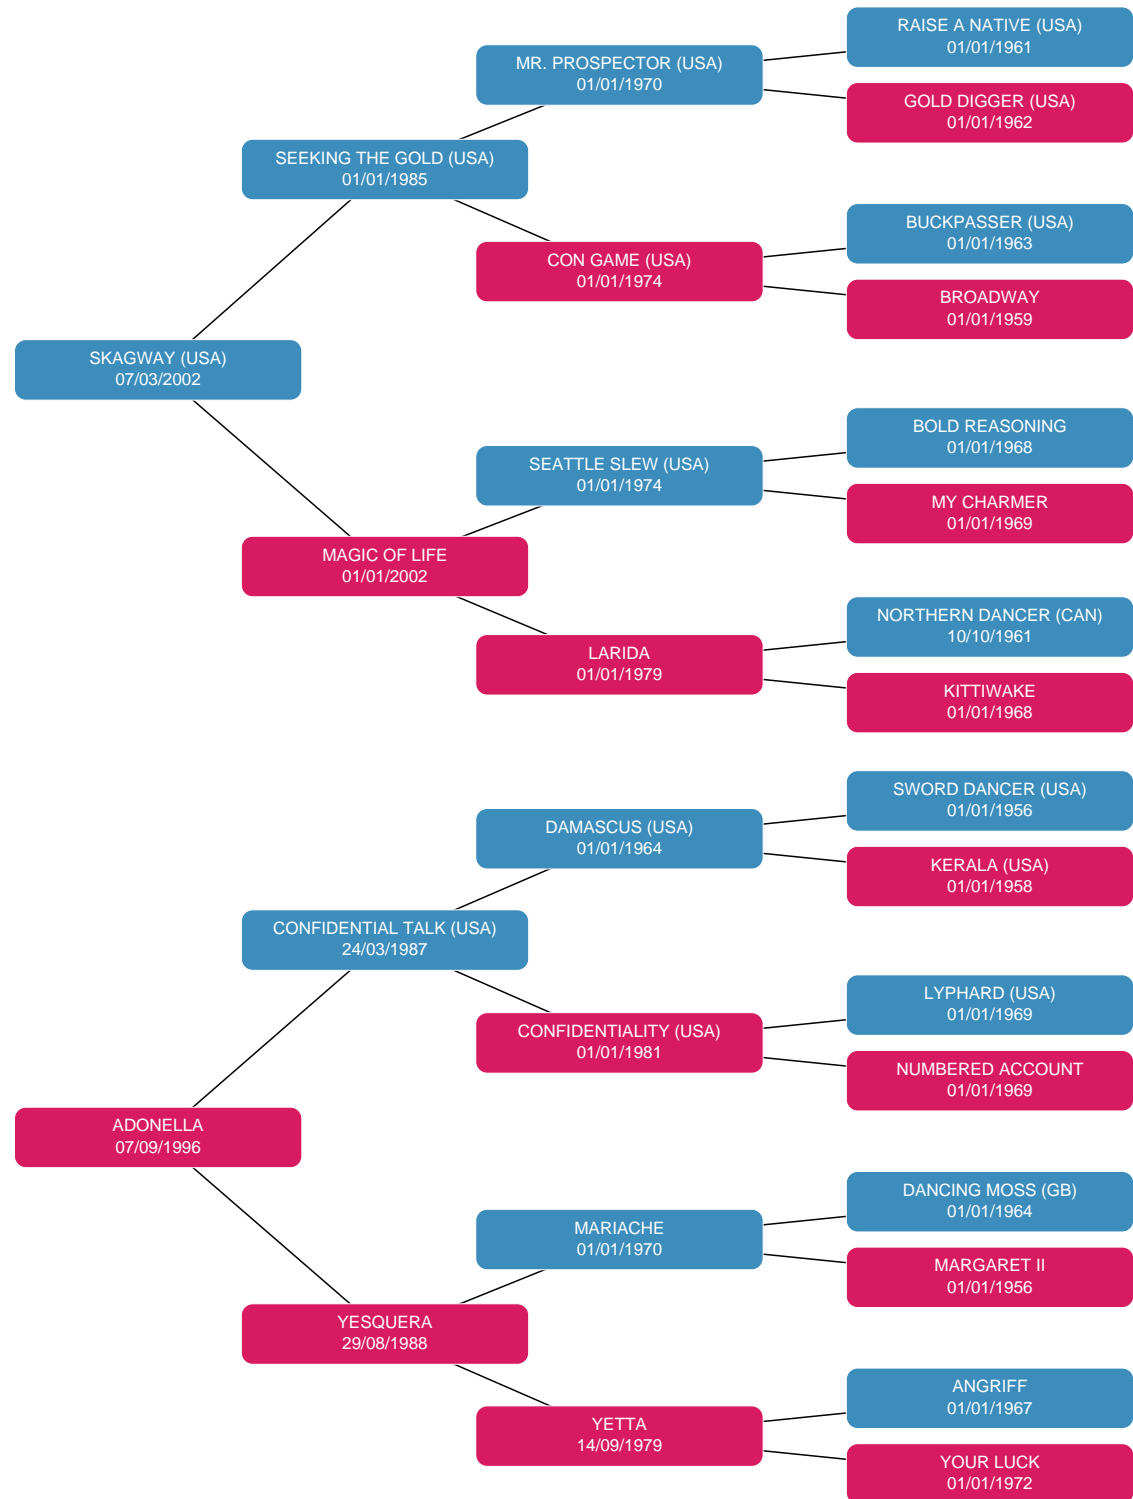 RAISE A NATIVE (USA)
01/01/1961
MR. PROSPECTOR (USA)
01/01/1970
GOLD DIGGER (USA)
01/01/1962
SEEKING THE GOLD (USA)
01/01/1985
BUCKPASSER (USA)
01/01/1963
CON GAME (USA)
01/01/1974
BROADWAY
01/01/1959
SKAGWAY (USA)
07/03/2002
BOLD REASONING
01/01/1968
SEATTLE SLEW (USA)
01/01/1974
MY CHARMER
01/01/1969
MAGIC OF LIFE
01/01/2002
NORTHERN DANCER (CAN)
10/10/1961
LARIDA
01/01/1979
KITTIWAKE
01/01/1968
SWORD DANCER (USA)
01/01/1956
DAMASCUS (USA)
01/01/1964
KERALA (USA)
01/01/1958
CONFIDENTIAL TALK (USA)
24/03/1987
LYPHARD (USA)
01/01/1969
CONFIDENTIALITY (USA)
01/01/1981
NUMBERED ACCOUNT
01/01/1969
ADONELLA
07/09/1996
DANCING MOSS (GB)
01/01/1964
MARIACHE
01/01/1970
MARGARET II
01/01/1956
YESQUERA
29/08/1988
ANGRIFF
01/01/1967
YETTA
14/09/1979
YOUR LUCK
01/01/1972